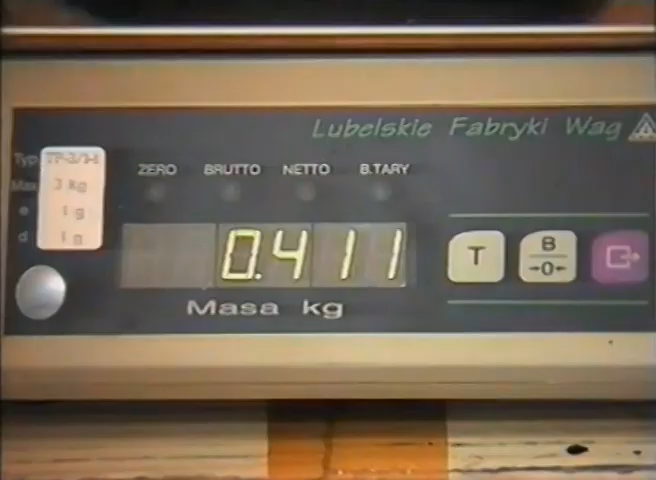 Lubelskie Fabryki Wag
Typ TP-3/1-1
Max 3 kg
e 1 g
d 1 g
ZERO BRUTTO NETTO B.TARY
0.411
Masa kg
T
B
→0←